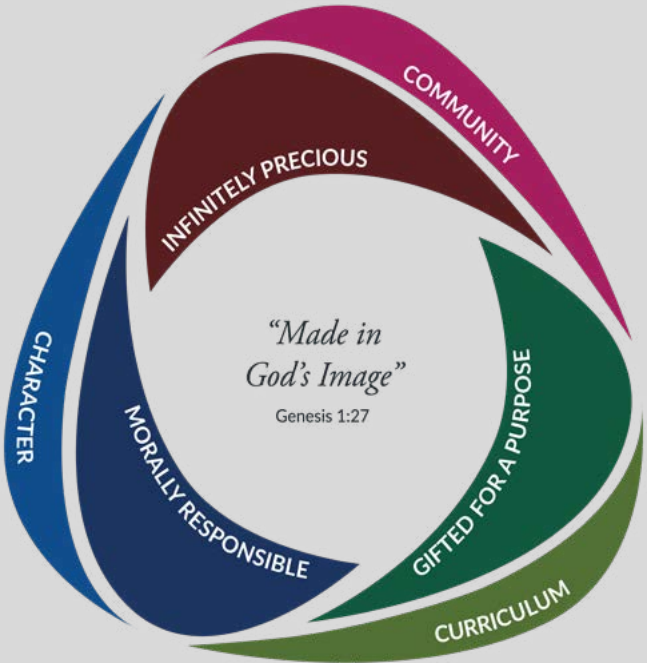 COMMUNITY
INFINITELY PRECIOUS
“Made in
God’s Image”
Genesis 1:27
CHARACTER
MORALLY RESPONSIBLE
GIFTED FOR A PURPOSE
CURRICULUM